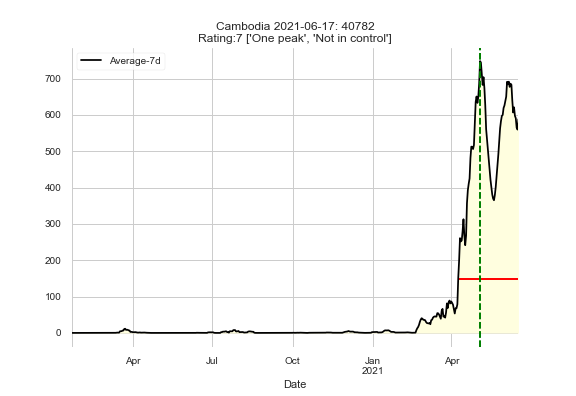 Cambodia 2021-06-17: 40782
Rating:7 ['One peak', 'Not in control']
Average-7d
700
600
500
400
300
200
100
0
Apr
Jul
Oct
Jan
2021
Apr
Date